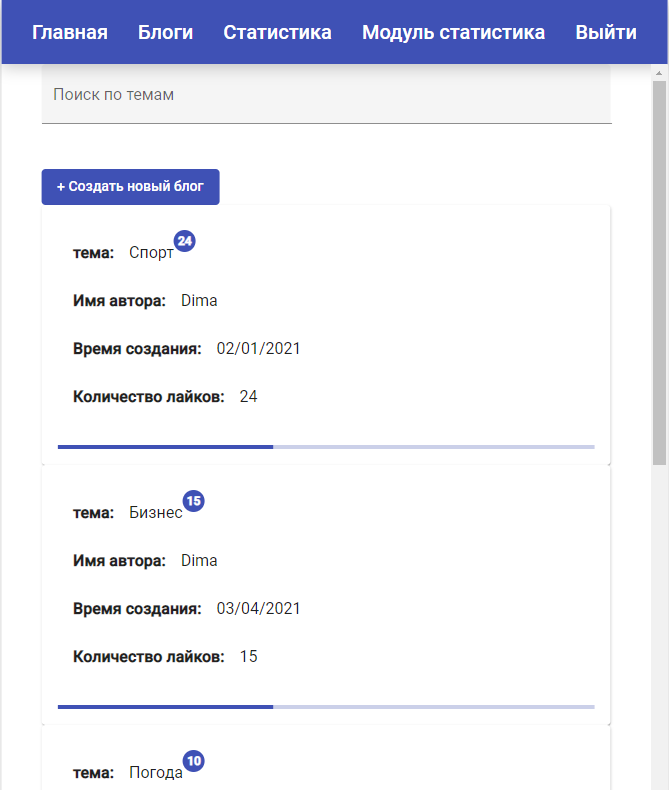 Главная Блоги Статистика Модуль статистика Выйти
Поиск по темам
+ Создать новый блог
тема: Спорт 24
Имя автора: Dima
Время создания: 02/01/2021
Количество лайков: 24
тема: Бизнес 15
Имя автора: Dima
Время создания: 03/04/2021
Количество лайков: 15
тема: Погода 10